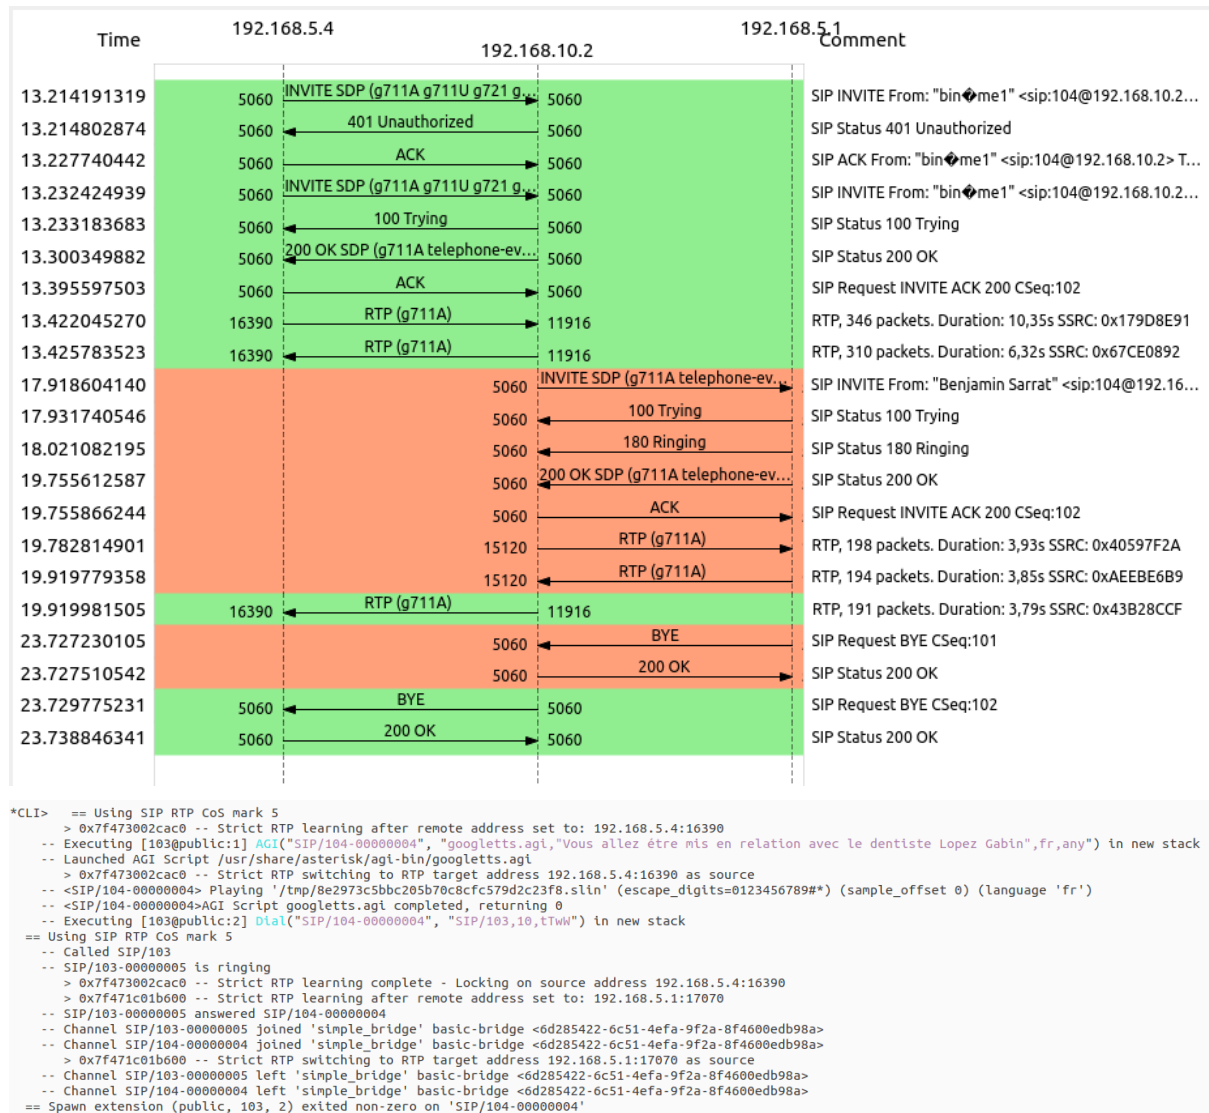 192.168.5.4 192.168.5.1
Time 192.168.10.2 Comment
13.214191319 5060 INVITE SDP (g711A g711U g721 g... 5060 SIP INVITE From: "bin�me1" <sip:104@192.168.10.2...
13.214802874 5060 401 Unauthorized 5060 SIP Status 401 Unauthorized
13.227740442 5060 ACK 5060 SIP ACK From: "bin�me1" <sip:104@192.168.10.2> T...
13.232424939 5060 INVITE SDP (g711A g711U g721 g... 5060 SIP INVITE From: "bin�me1" <sip:104@192.168.10.2...
13.233183683 5060 100 Trying 5060 SIP Status 100 Trying
13.300349882 5060 200 OK SDP (g711A telephone-ev... 5060 SIP Status 200 OK
13.395597503 5060 ACK 5060 SIP Request INVITE ACK 200 CSeq:102
13.422045270 16390 RTP (g711A) 11916 RTP, 346 packets. Duration: 10,35s SSRC: 0x179D8E91
13.425783523 16390 RTP (g711A) 11916 RTP, 310 packets. Duration: 6,32s SSRC: 0x67CE0892
17.918604140 5060 INVITE SDP (g711A telephone-ev... SIP INVITE From: "Benjamin Sarrat" <sip:104@192.16...
17.931740546 5060 100 Trying SIP Status 100 Trying
18.021082195 5060 180 Ringing SIP Status 180 Ringing
19.755612587 5060 200 OK SDP (g711A telephone-ev... SIP Status 200 OK
19.755866244 5060 ACK SIP Request INVITE ACK 200 CSeq:102
19.782814901 15120 RTP (g711A) RTP, 198 packets. Duration: 3,93s SSRC: 0x40597F2A
19.919779358 15120 RTP (g711A) RTP, 194 packets. Duration: 3,85s SSRC: 0xAEEBE6B9
19.919981505 16390 RTP (g711A) 11916 RTP, 191 packets. Duration: 3,79s SSRC: 0x43B28CCF
23.727230105 5060 BYE SIP Request BYE CSeq:101
23.727510542 5060 200 OK SIP Status 200 OK
23.729775231 5060 BYE 5060 SIP Request BYE CSeq:102
23.738846341 5060 200 OK 5060 SIP Status 200 OK
*CLI> == Using SIP RTP CoS mark 5
> 0x7f473002cac0 -- Strict RTP learning after remote address set to: 192.168.5.4:16390
-- Executing [103@public:1] AGI("SIP/104-00000004", "googletts.agi,"Vous allez étre mis en relation avec le dentiste Lopez Gabin",fr,any") in new stack
-- Launched AGI Script /usr/share/asterisk/agi-bin/googletts.agi
> 0x7f473002cac0 -- Strict RTP switching to RTP target address 192.168.5.4:16390 as source
-- <SIP/104-00000004> Playing '/tmp/8e2973c5bbc205b70c8cfc579d2c23f8.slin' (escape_digits=0123456789#*) (sample_offset 0) (language 'fr')
-- <SIP/104-00000004>AGI Script googletts.agi completed, returning 0
-- Executing [103@public:2] Dial("SIP/104-00000004", "SIP/103,10,tTwW") in new stack
== Using SIP RTP CoS mark 5
-- Called SIP/103
-- SIP/103-00000005 is ringing
> 0x7f473002cac0 -- Strict RTP learning complete - Locking on source address 192.168.5.4:16390
> 0x7f471c01b600 -- Strict RTP learning after remote address set to: 192.168.5.1:17070
-- SIP/103-00000005 answered SIP/104-00000004
-- Channel SIP/103-00000005 joined 'simple_bridge' basic-bridge <6d285422-6c51-4efa-9f2a-8f4600edb98a>
-- Channel SIP/104-00000004 joined 'simple_bridge' basic-bridge <6d285422-6c51-4efa-9f2a-8f4600edb98a>
> 0x7f471c01b600 -- Strict RTP switching to RTP target address 192.168.5.1:17070 as source
-- Channel SIP/103-00000005 left 'simple_bridge' basic-bridge <6d285422-6c51-4efa-9f2a-8f4600edb98a>
-- Channel SIP/104-00000004 left 'simple_bridge' basic-bridge <6d285422-6c51-4efa-9f2a-8f4600edb98a>
== Spawn extension (public, 103, 2) exited non-zero on 'SIP/104-00000004'